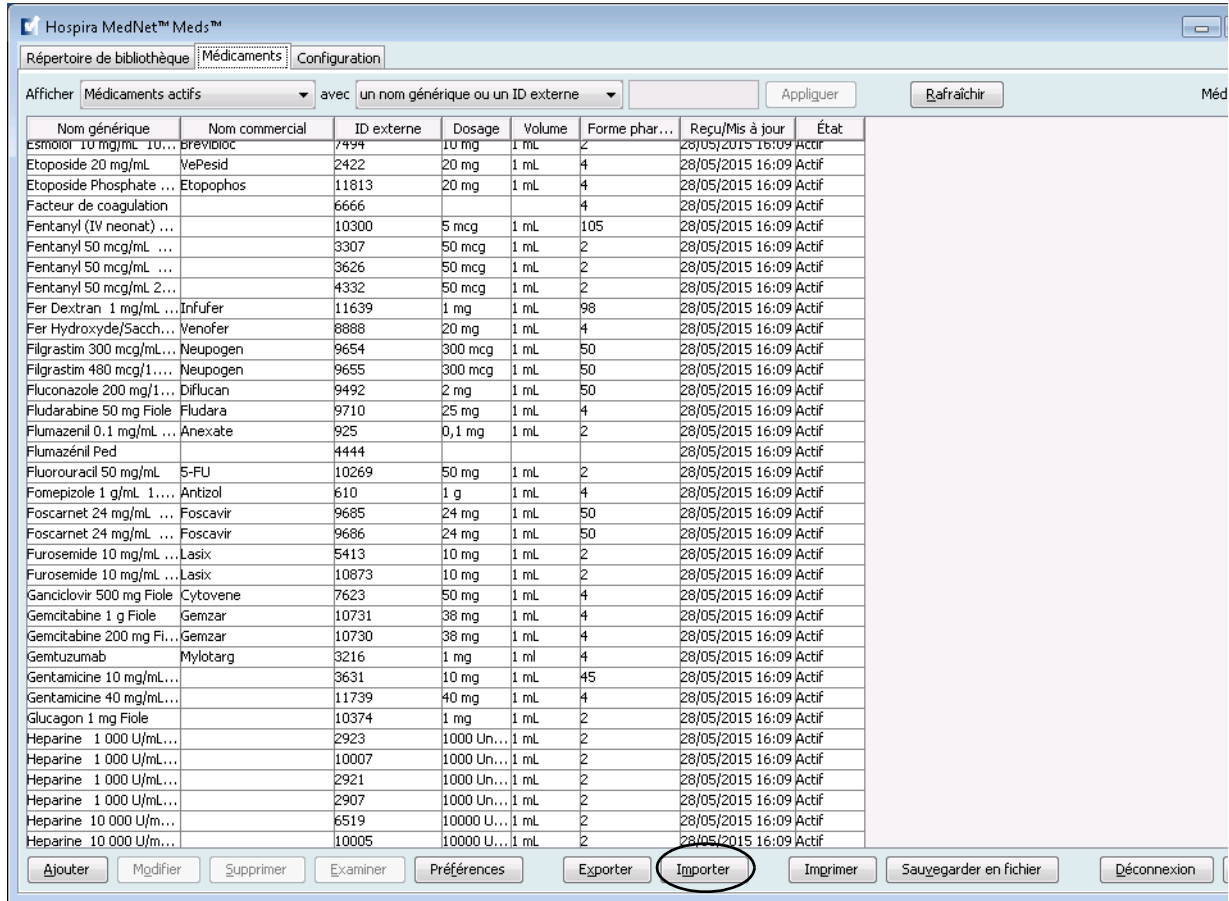 Hospira MedNet™ Meds™
Répertoire de bibliothèque Médicaments Configuration
Afficher Médicaments actifs avec un nom générique ou un ID externe Appliquer Rafraîchir Méd
Nom générique Nom commercial ID externe Dosage Volume Forme phar... Reçu/Mis à jour État
Esmolol 10 mg/mL 10... Brevibloc 7494 10 mg 1 mL 2 28/05/2015 16:09 Actif
Etoposide 20 mg/mL VePesid 2422 20 mg 1 mL 4 28/05/2015 16:09 Actif
Etoposide Phosphate ... Etopophos 11813 20 mg 1 mL 4 28/05/2015 16:09 Actif
Facteur de coagulation 6666 4 28/05/2015 16:09 Actif
Fentanyl (IV neonat) ... 10300 5 mcg 1 mL 105 28/05/2015 16:09 Actif
Fentanyl 50 mcg/mL ... 3307 50 mcg 1 mL 2 28/05/2015 16:09 Actif
Fentanyl 50 mcg/mL ... 3626 50 mcg 1 mL 2 28/05/2015 16:09 Actif
Fentanyl 50 mcg/mL 2... 4332 50 mcg 1 mL 2 28/05/2015 16:09 Actif
Fer Dextran 1 mg/mL ... Infufer 11639 1 mg 1 mL 98 28/05/2015 16:09 Actif
Fer Hydroxyde/Sacch... Venofer 8888 20 mg 1 mL 4 28/05/2015 16:09 Actif
Filgrastim 300 mcg/mL... Neupogen 9654 300 mcg 1 mL 50 28/05/2015 16:09 Actif
Filgrastim 480 mcg/1.... Neupogen 9655 300 mcg 1 mL 50 28/05/2015 16:09 Actif
Fluconazole 200 mg/1... Diflucan 9492 2 mg 1 mL 50 28/05/2015 16:09 Actif
Fludarabine 50 mg Fiole Fludara 9710 25 mg 1 mL 4 28/05/2015 16:09 Actif
Flumazenil 0.1 mg/mL ... Anexate 925 0,1 mg 1 mL 2 28/05/2015 16:09 Actif
Flumazénil Ped 4444 28/05/2015 16:09 Actif
Fluorouracil 50 mg/mL 5-FU 10269 50 mg 1 mL 2 28/05/2015 16:09 Actif
Fomepizole 1 g/mL 1.... Antizol 610 1 g 1 mL 4 28/05/2015 16:09 Actif
Foscarnet 24 mg/mL ... Foscavir 9685 24 mg 1 mL 50 28/05/2015 16:09 Actif
Foscarnet 24 mg/mL ... Foscavir 9686 24 mg 1 mL 50 28/05/2015 16:09 Actif
Furosemide 10 mg/mL ... Lasix 5413 10 mg 1 mL 2 28/05/2015 16:09 Actif
Furosemide 10 mg/mL ... Lasix 10873 10 mg 1 mL 2 28/05/2015 16:09 Actif
Ganciclovir 500 mg Fiole Cytovene 7623 50 mg 1 mL 4 28/05/2015 16:09 Actif
Gemcitabine 1 g Fiole Gemzar 10731 38 mg 1 mL 4 28/05/2015 16:09 Actif
Gemcitabine 200 mg Fi... Gemzar 10730 38 mg 1 mL 4 28/05/2015 16:09 Actif
Gemtuzumab Mylotarg 3216 1 mg 1 ml 4 28/05/2015 16:09 Actif
Gentamicine 10 mg/mL... 3631 10 mg 1 mL 45 28/05/2015 16:09 Actif
Gentamicine 40 mg/mL... 11739 40 mg 1 mL 4 28/05/2015 16:09 Actif
Glucagon 1 mg Fiole 10374 1 mg 1 mL 2 28/05/2015 16:09 Actif
Heparine 1 000 U/mL... 2923 1000 Un... 1 mL 2 28/05/2015 16:09 Actif
Heparine 1 000 U/mL... 10007 1000 Un... 1 mL 2 28/05/2015 16:09 Actif
Heparine 1 000 U/mL... 2921 1000 Un... 1 mL 2 28/05/2015 16:09 Actif
Heparine 1 000 U/mL... 2907 1000 Un... 1 mL 2 28/05/2015 16:09 Actif
Heparine 10 000 U/m... 6519 10000 U... 1 mL 2 28/05/2015 16:09 Actif
Heparine 10 000 U/m... 10005 10000 U... 1 mL 2 28/05/2015 16:09 Actif
Ajouter Modifier Supprimer Examiner Préférences Exporter Importer Imprimer Sauvegarder en fichier Déconnexion